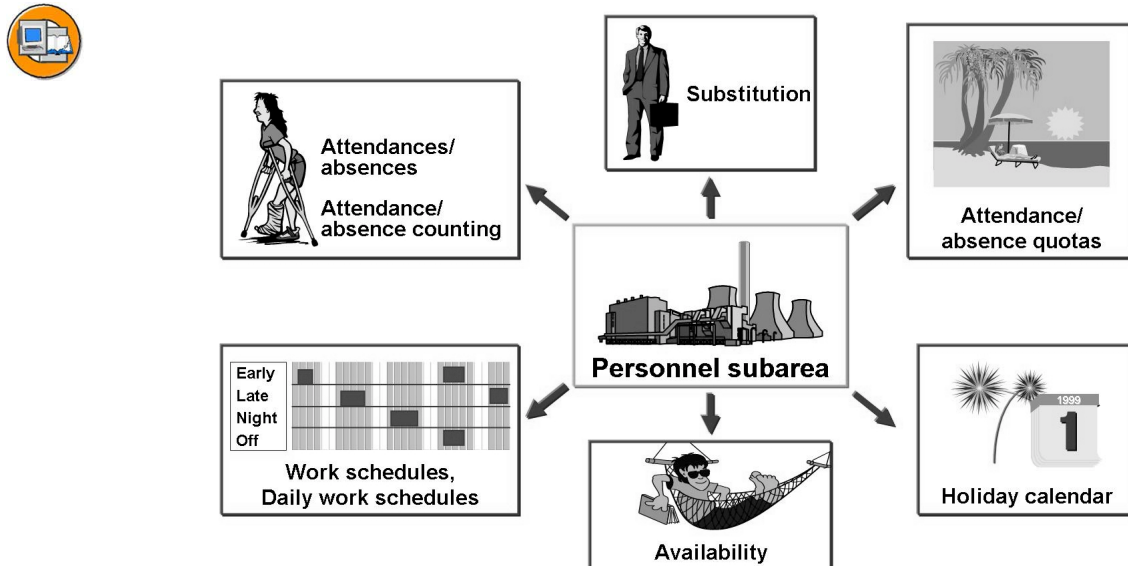 Substitution
Attendances/
absences
Attendance/
absence counting
Attendance/
absence quotas
Personnel subarea
Early
Late
Night
Off
Work schedules,
Daily work schedules
1999
1
Holiday calendar
Availability